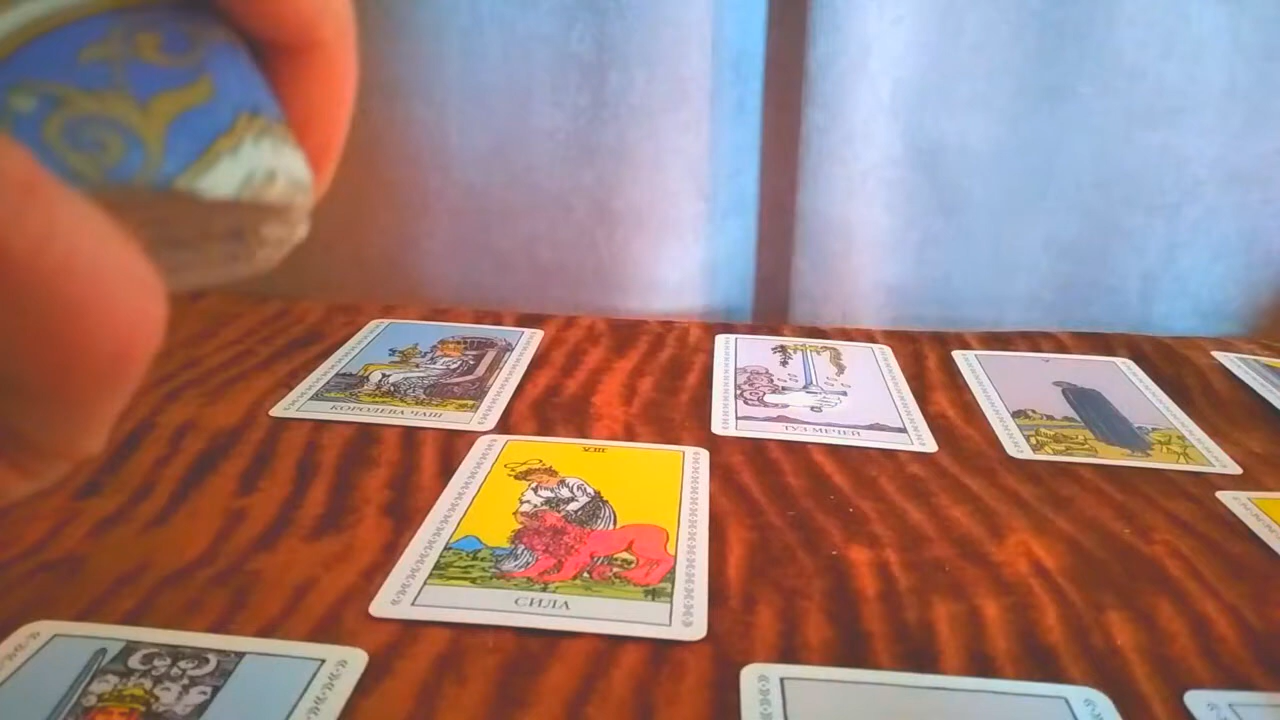 КОРОЛЕВА ЧАШ
ТУЗ МЕЧЕЙ
V
VIII
СИЛА